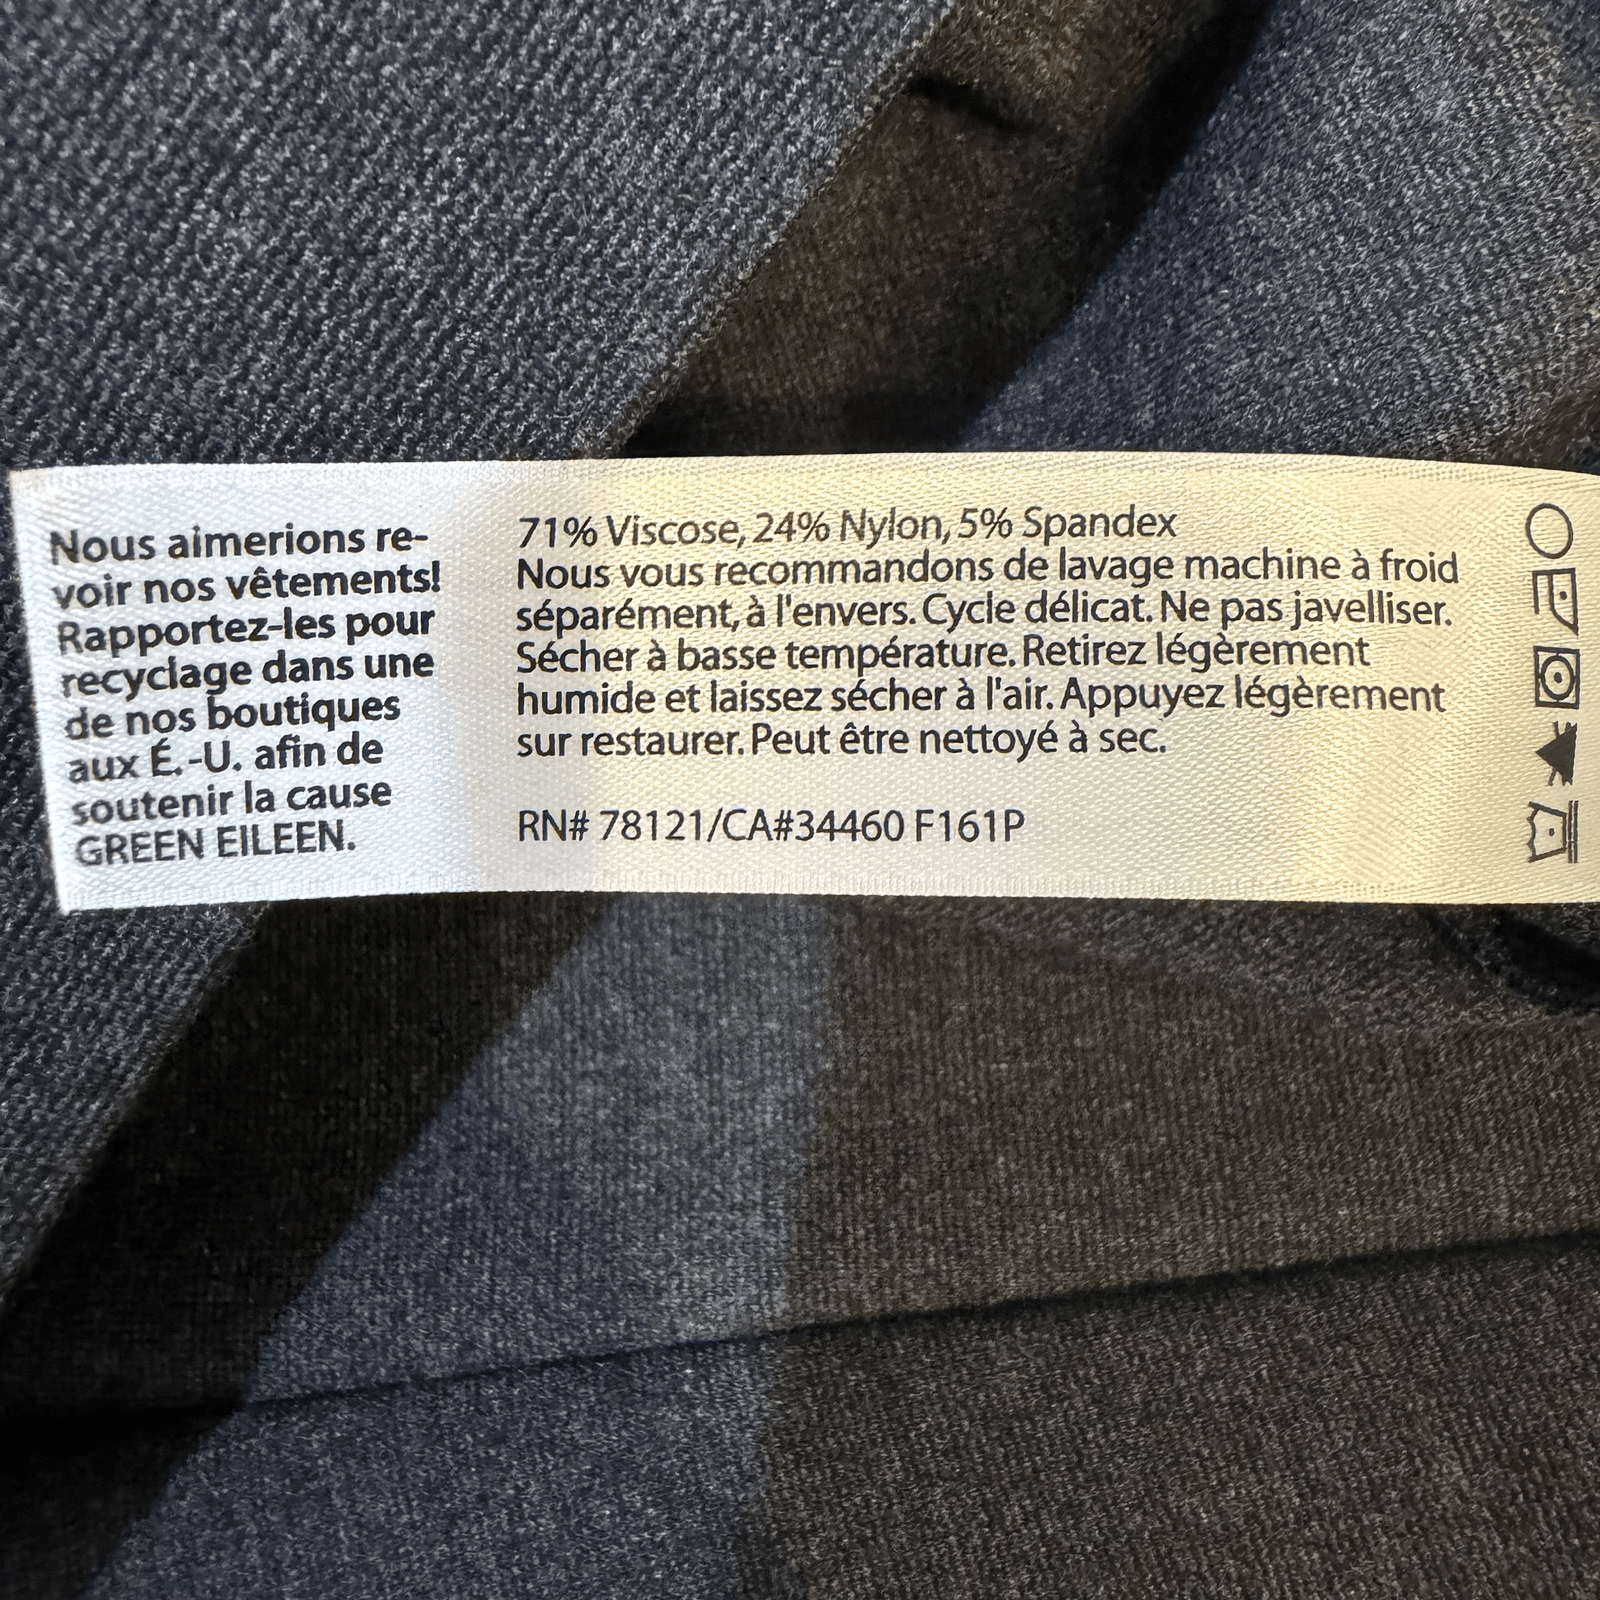 Nous aimerions re-
voir nos vêtements!
Rapportez-les pour
recyclage dans une
de nos boutiques
aux É.-U. afin de
soutenir la cause
GREEN EILEEN.
71% Viscose, 24% Nylon, 5% Spandex
Nous vous recommandons de lavage machine à froid
séparément, à l'envers. Cycle délicat. Ne pas javelliser.
Sécher à basse température. Retirez légèrement
humide et laissez sécher à l'air. Appuyez légèrement
sur restaurer. Peut être nettoyé à sec.
RN# 78121/CA#34460 F161P